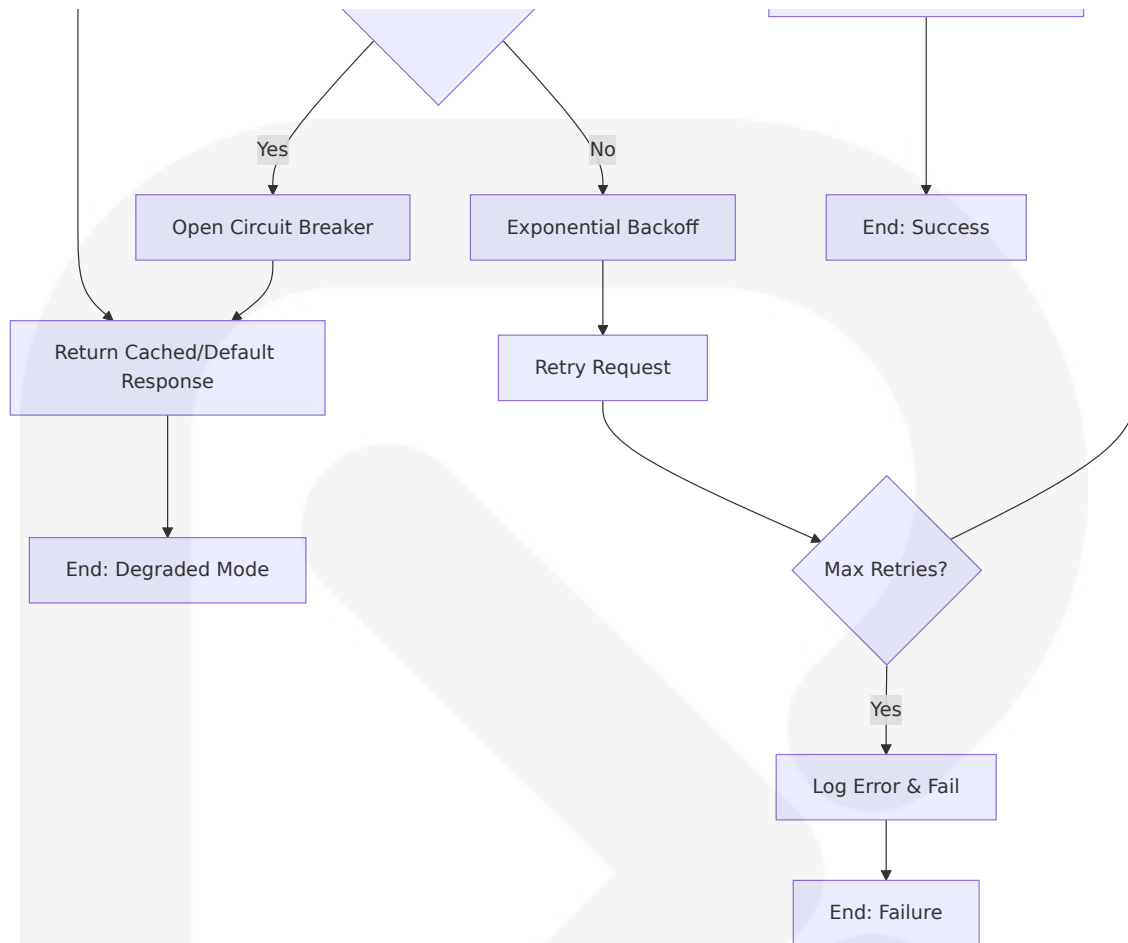 Yes
No
Open Circuit Breaker
Exponential Backoff
End: Success
Return Cached/Default
Response
Retry Request
End: Degraded Mode
Max Retries?
Yes
Log Error & Fail
End: Failure